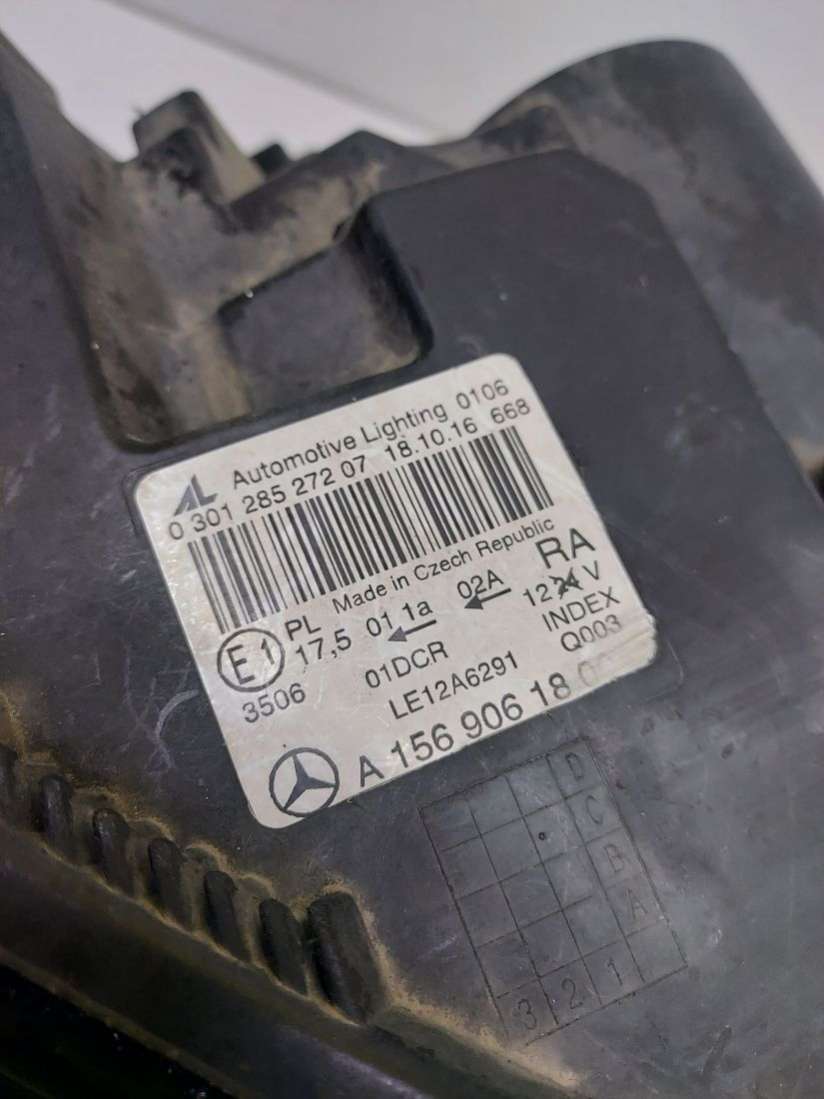 AL Automotive Lighting 0106
0 301 285 272 07 18.10.16 668
Made in Czech Republic
E1 PL 17,5 01 1a 02A RA
3506 01DCR 1224 V
LE12A6291 INDEX Q003
A 156 906 18
D
C
B
A
3 2 1